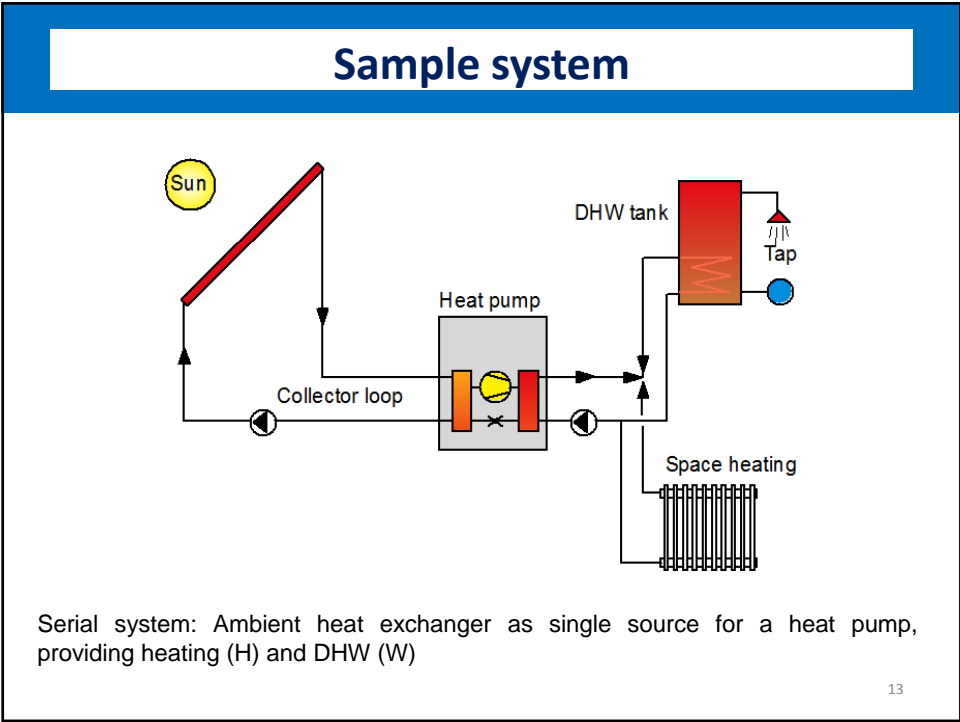 Sample system
Sun
DHW tank
Tap
Heat pump
Collector loop
Space heating
Serial system: Ambient heat exchanger as single source for a heat pump,
providing heating (H) and DHW (W)
13